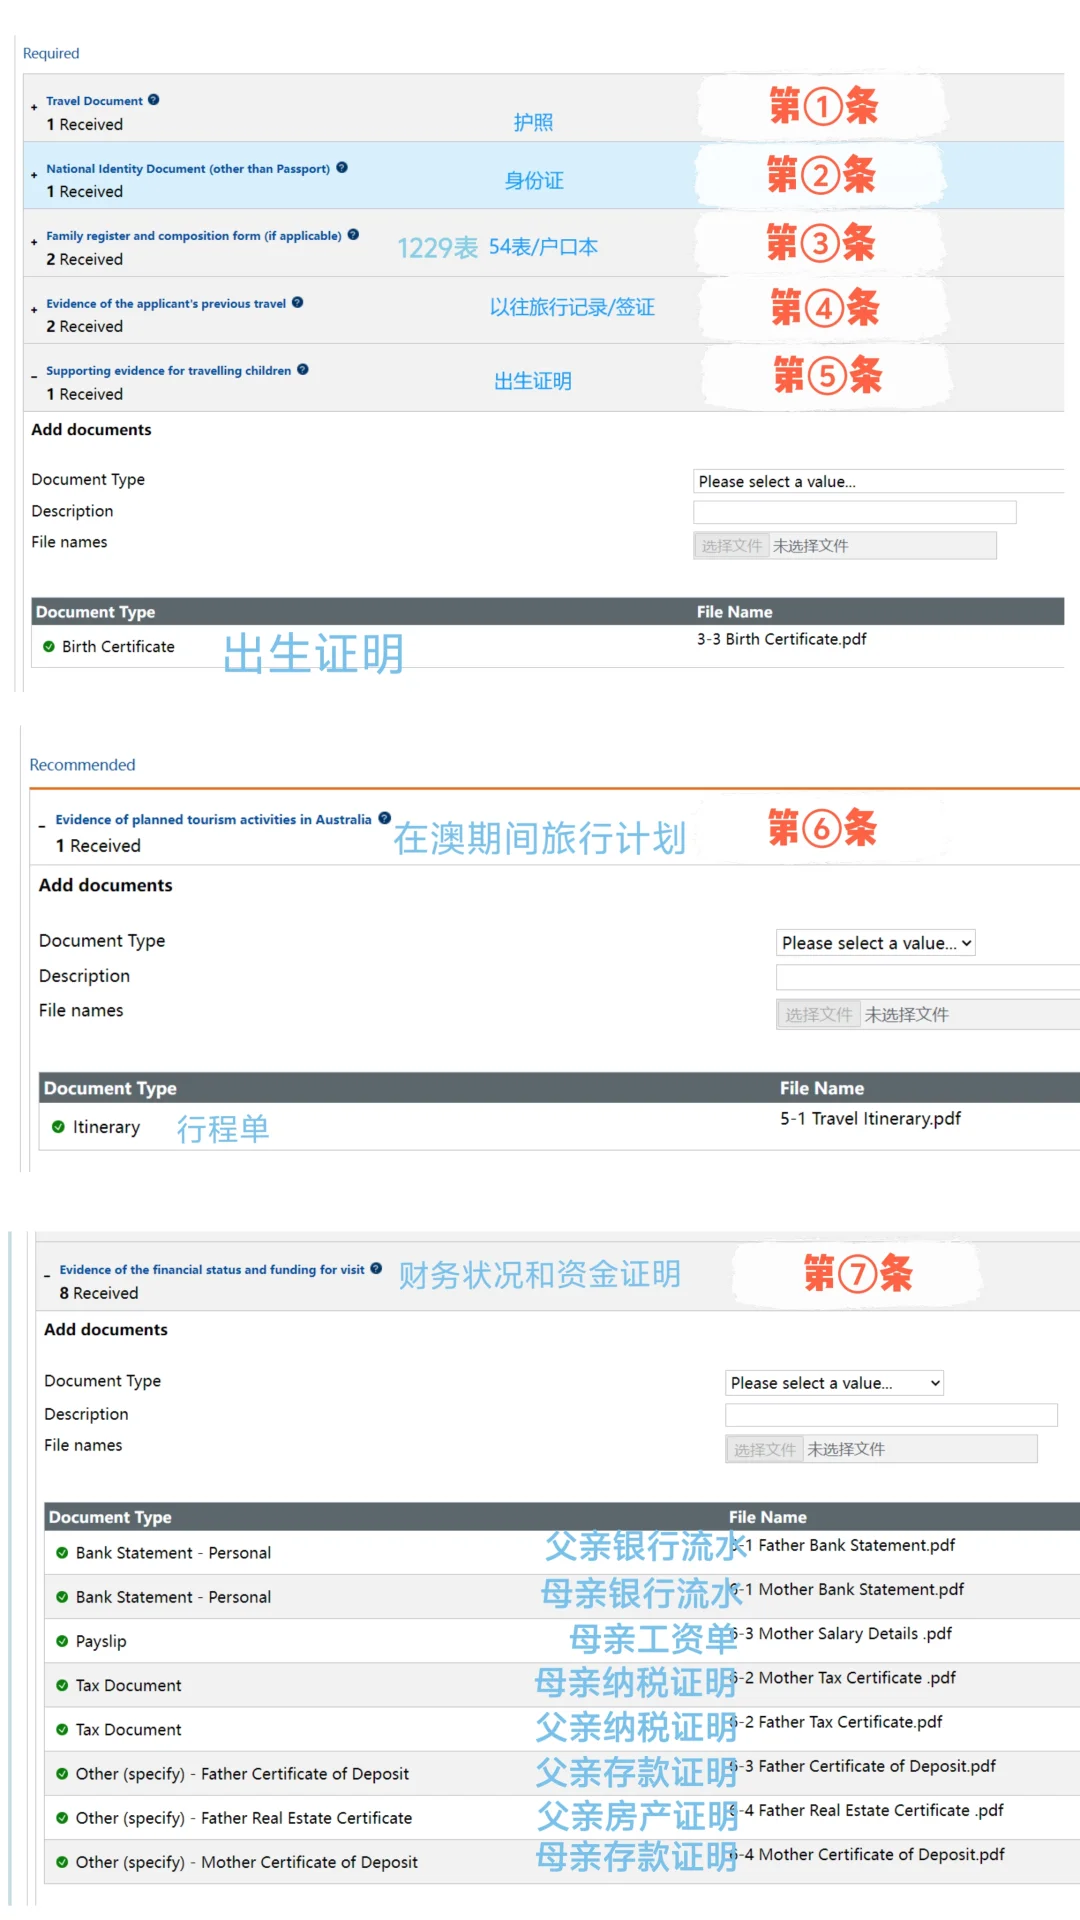 Required
Travel Document
1 Received
护照
第①条
National Identity Document (other than Passport)
1 Received
身份证
第②条
Family register and composition form (if applicable)
2 Received
1229表 54表/户口本
第③条
Evidence of the applicant's previous travel
2 Received
以往旅行记录/签证
第④条
Supporting evidence for travelling children
1 Received
出生证明
第⑤条
Add documents
Document Type
Please select a value...
Description
File names
选择文件 未选择文件
Document Type File Name
Birth Certificate 出生证明 3-3 Birth Certificate.pdf
Recommended
Evidence of planned tourism activities in Australia
1 Received
在澳期间旅行计划
第⑥条
Add documents
Document Type
Please select a value...
Description
File names
选择文件 未选择文件
Document Type File Name
Itinerary 行程单 5-1 Travel Itinerary.pdf
Evidence of the financial status and funding for visit
8 Received
财务状况和资金证明
第⑦条
Add documents
Document Type
Please select a value...
Description
File names
选择文件 未选择文件
Document Type File Name
Bank Statement - Personal 父亲银行流水 -1 Father Bank Statement.pdf
Bank Statement - Personal 母亲银行流水 -1 Mother Bank Statement.pdf
Payslip 母亲工资单 6-3 Mother Salary Details .pdf
Tax Document 母亲纳税证明 6-2 Mother Tax Certificate .pdf
Tax Document 父亲纳税证明 6-2 Father Tax Certificate.pdf
Other (specify) - Father Certificate of Deposit 父亲存款证明 6-3 Father Certificate of Deposit.pdf
Other (specify) - Father Real Estate Certificate 父亲房产证明 6-4 Father Real Estate Certificate .pdf
Other (specify) - Mother Certificate of Deposit 母亲存款证明 6-4 Mother Certificate of Deposit.pdf